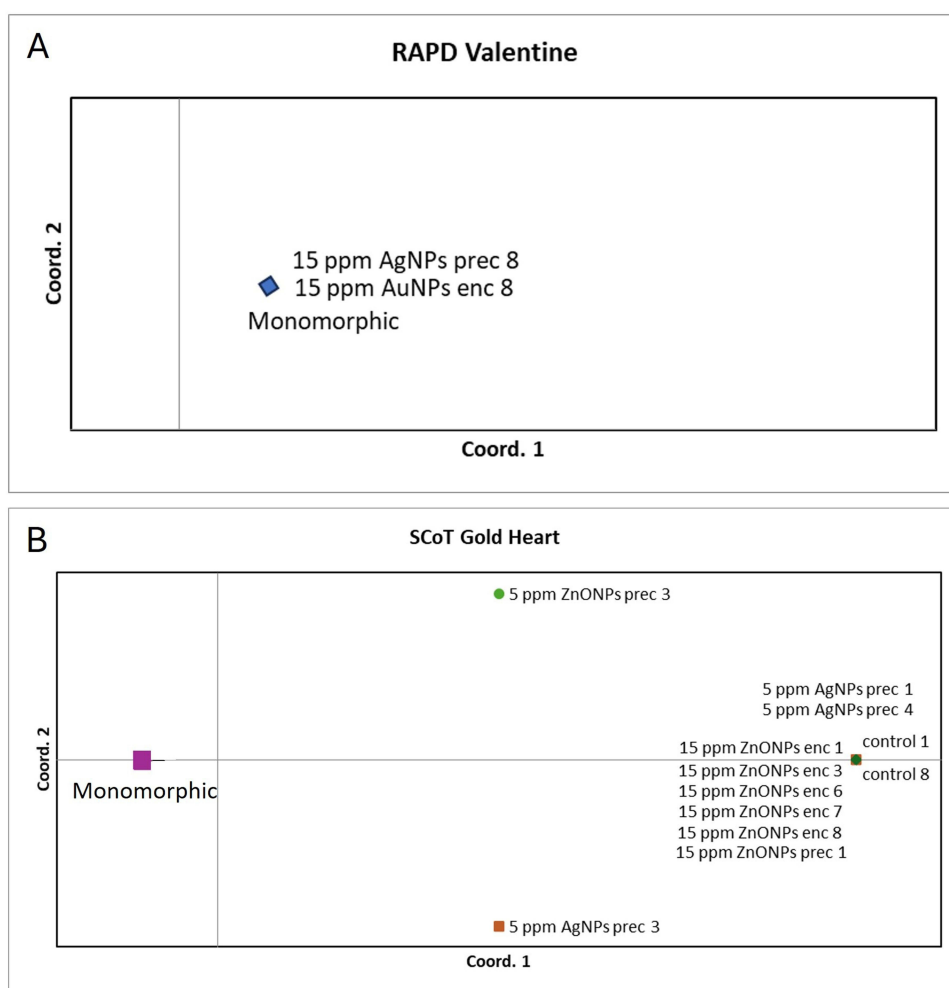 A
RAPD Valentine
Coord. 2
15 ppm AgNPs prec 8
15 ppm AuNPs enc 8
Monomorphic
Coord. 1
B
SCoT Gold Heart
Coord. 2
5 ppm ZnONPs prec 3
5 ppm AgNPs prec 1
5 ppm AgNPs prec 4
control 1
15 ppm ZnONPs enc 1
control 8
15 ppm ZnONPs enc 3
Monomorphic
15 ppm ZnONPs enc 6
15 ppm ZnONPs enc 7
15 ppm ZnONPs enc 8
15 ppm ZnONPs prec 1
5 ppm AgNPs prec 3
Coord. 1